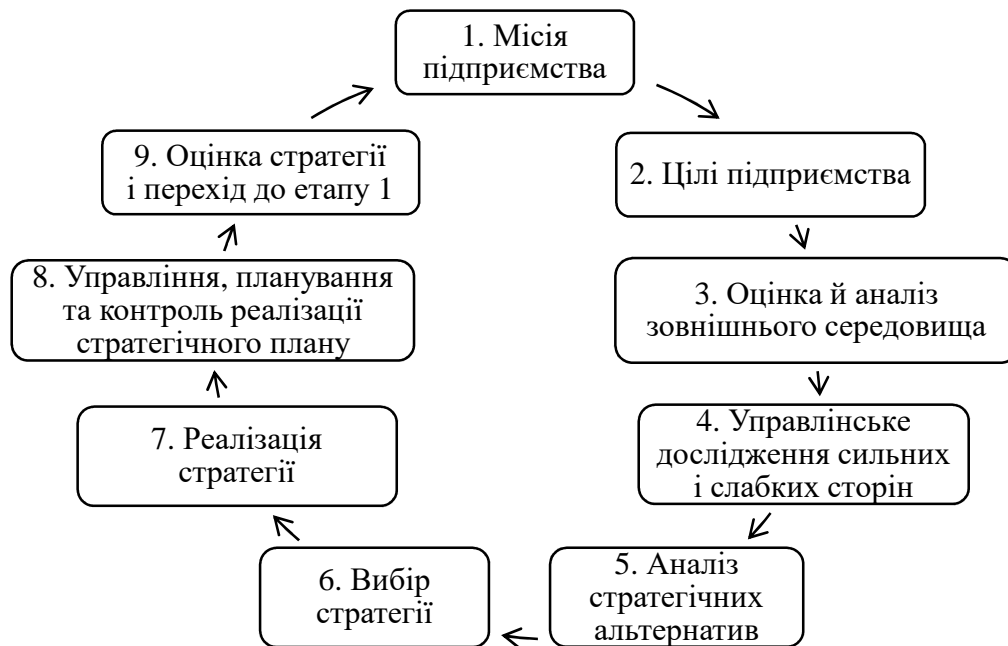 1. Місія
підприємства
2. Цілі підприємства
3. Оцінка й аналіз
зовнішнього середовища
4. Управлінське
дослідження сильних
і слабких сторін
5. Аналіз
стратегічних
альтернатив
6. Вибір
стратегії
7. Реалізація
стратегії
8. Управління, планування
та контроль реалізації
стратегічного плану
9. Оцінка стратегії
і перехід до етапу 1